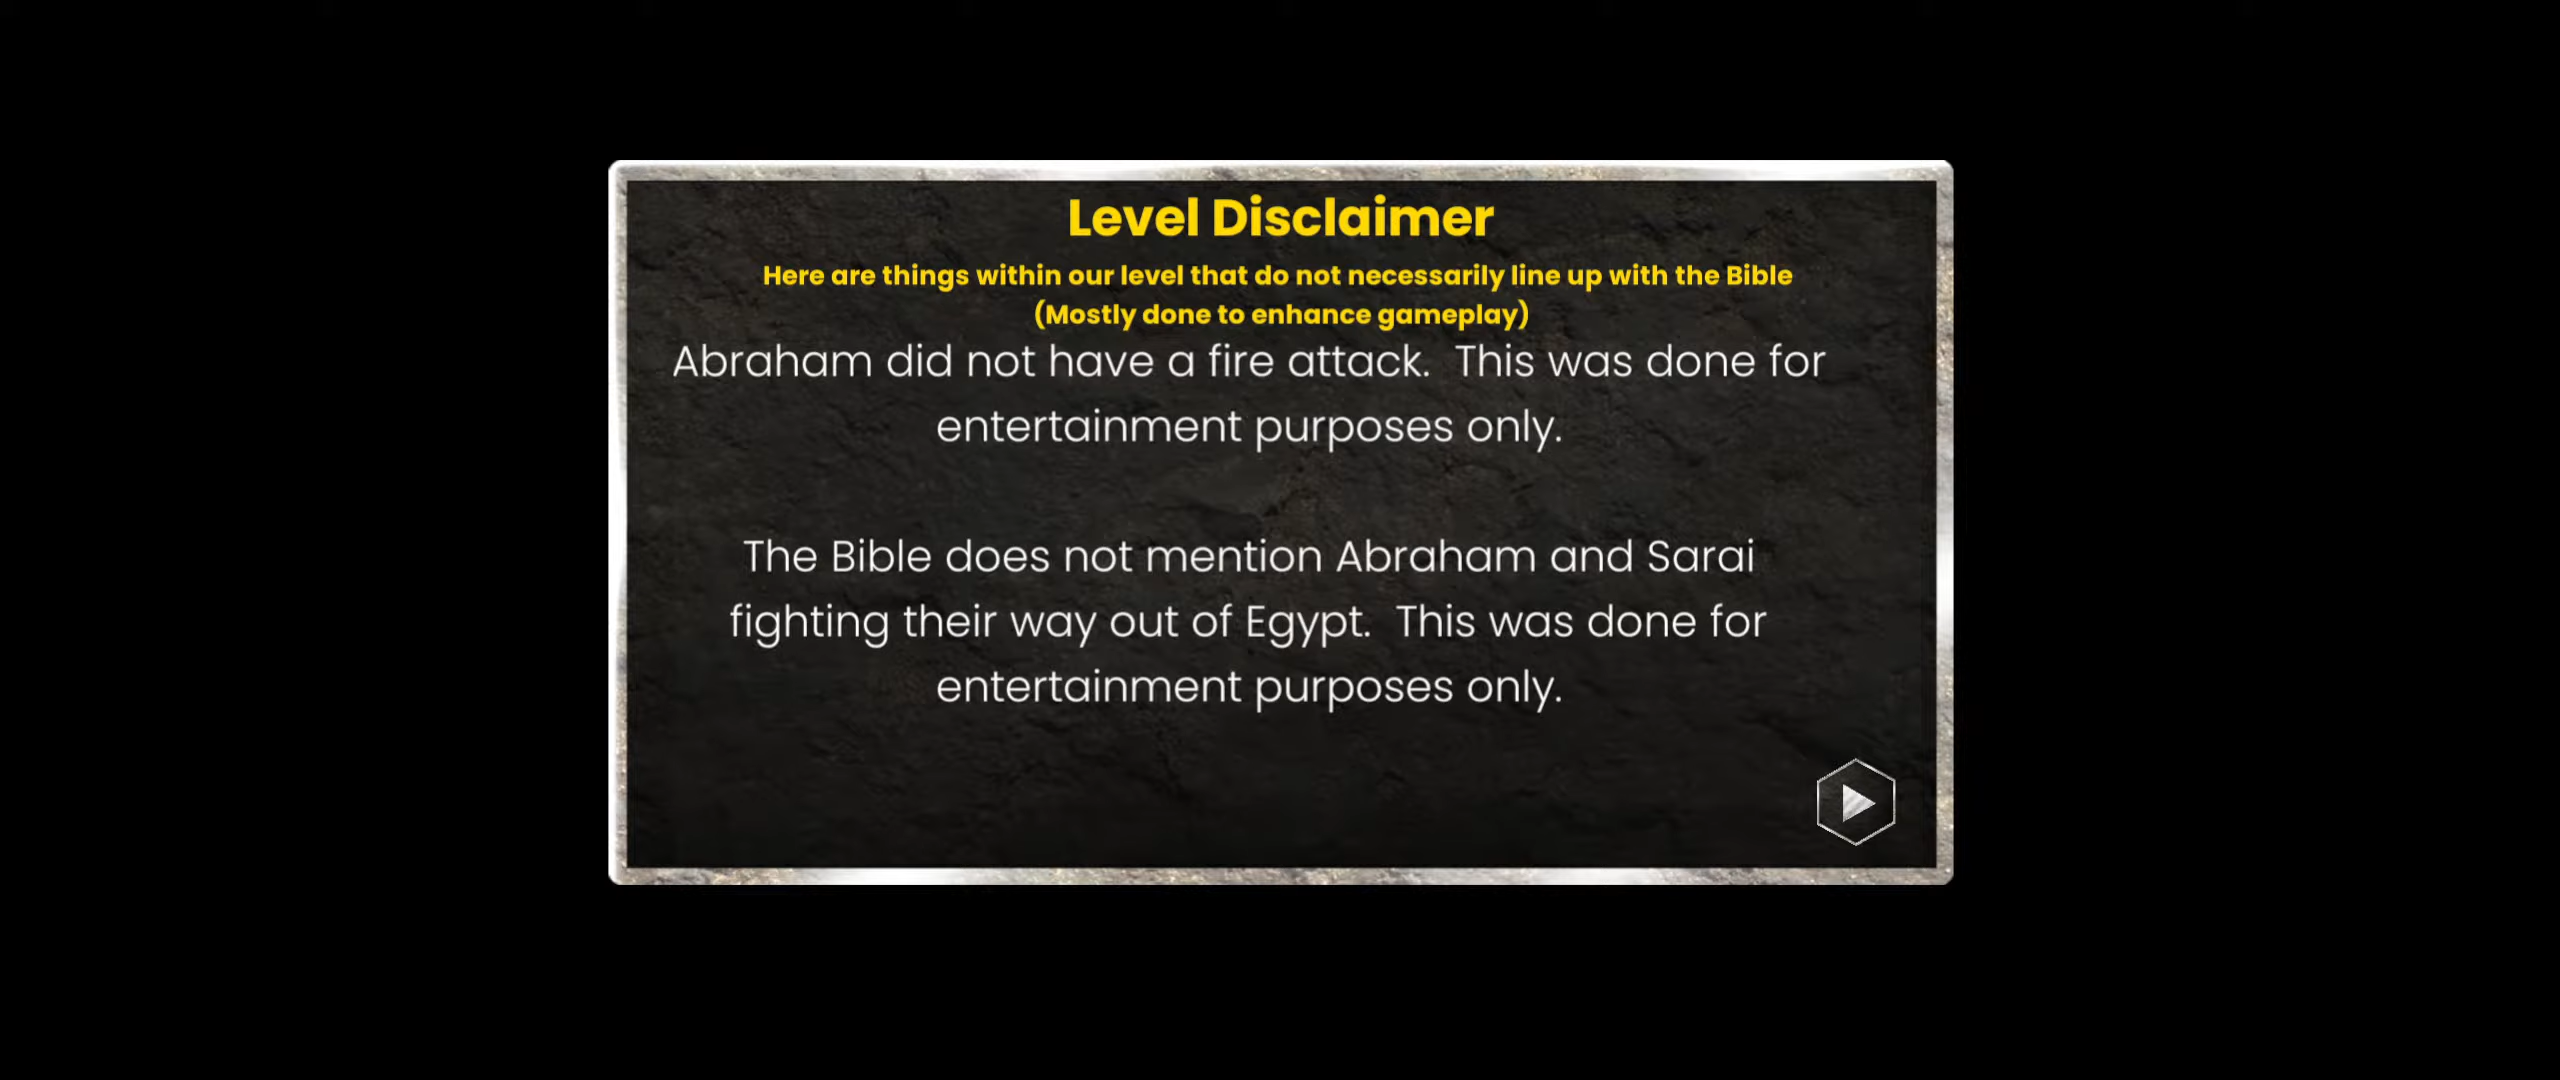 Level Disclaimer
Here are things within our level that do not necessarily line up with the Bible
(Mostly done to enhance gameplay)
Abraham did not have a fire attack.  This was done for
entertainment purposes only.
The Bible does not mention Abraham and Sarai
fighting their way out of Egypt.  This was done for
entertainment purposes only.